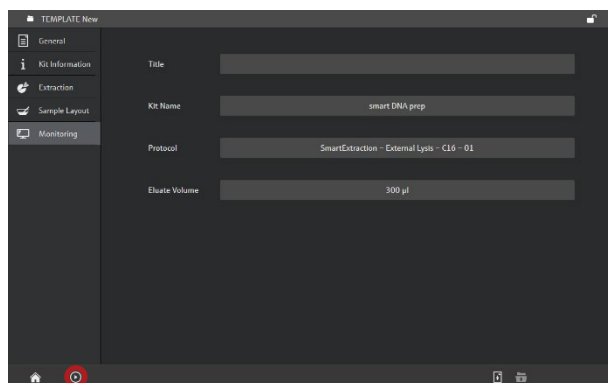 TEMPLATE New
General
Kit Information
Extraction
Sample Layout
Monitoring
Title
Kit Name smart DNA prep
Protocol SmartExtraction – External Lysis – C16 – 01
Eluate Volume 300 µl